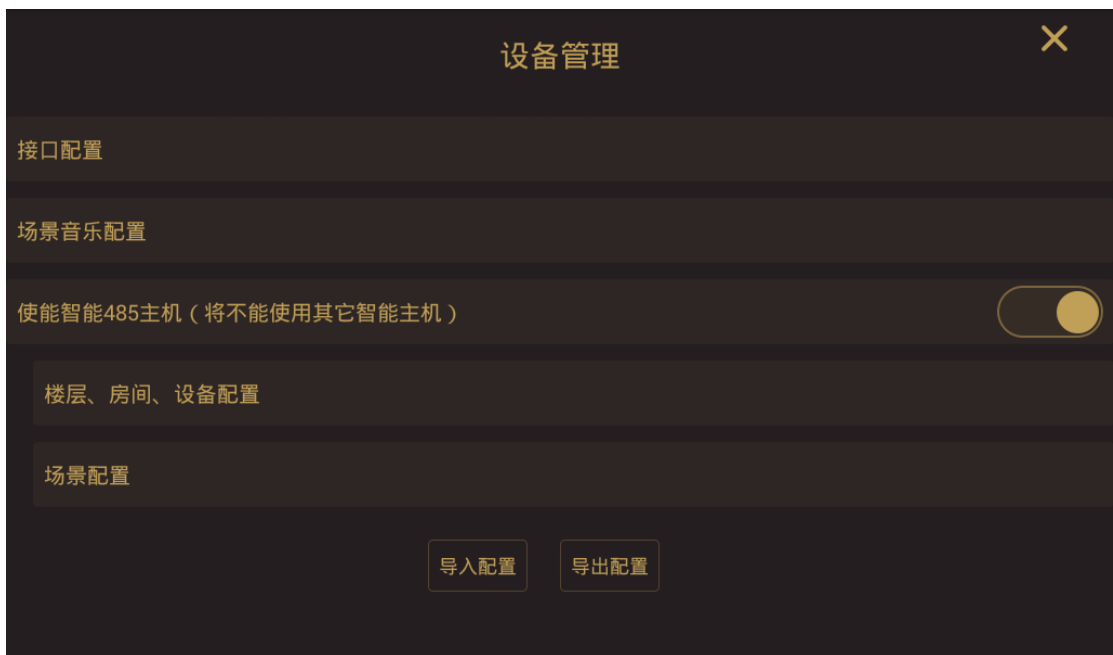 设备管理
接口配置
场景音乐配置
使能智能485主机（将不能使用其它智能主机）
楼层、房间、设备配置
场景配置
导入配置
导出配置